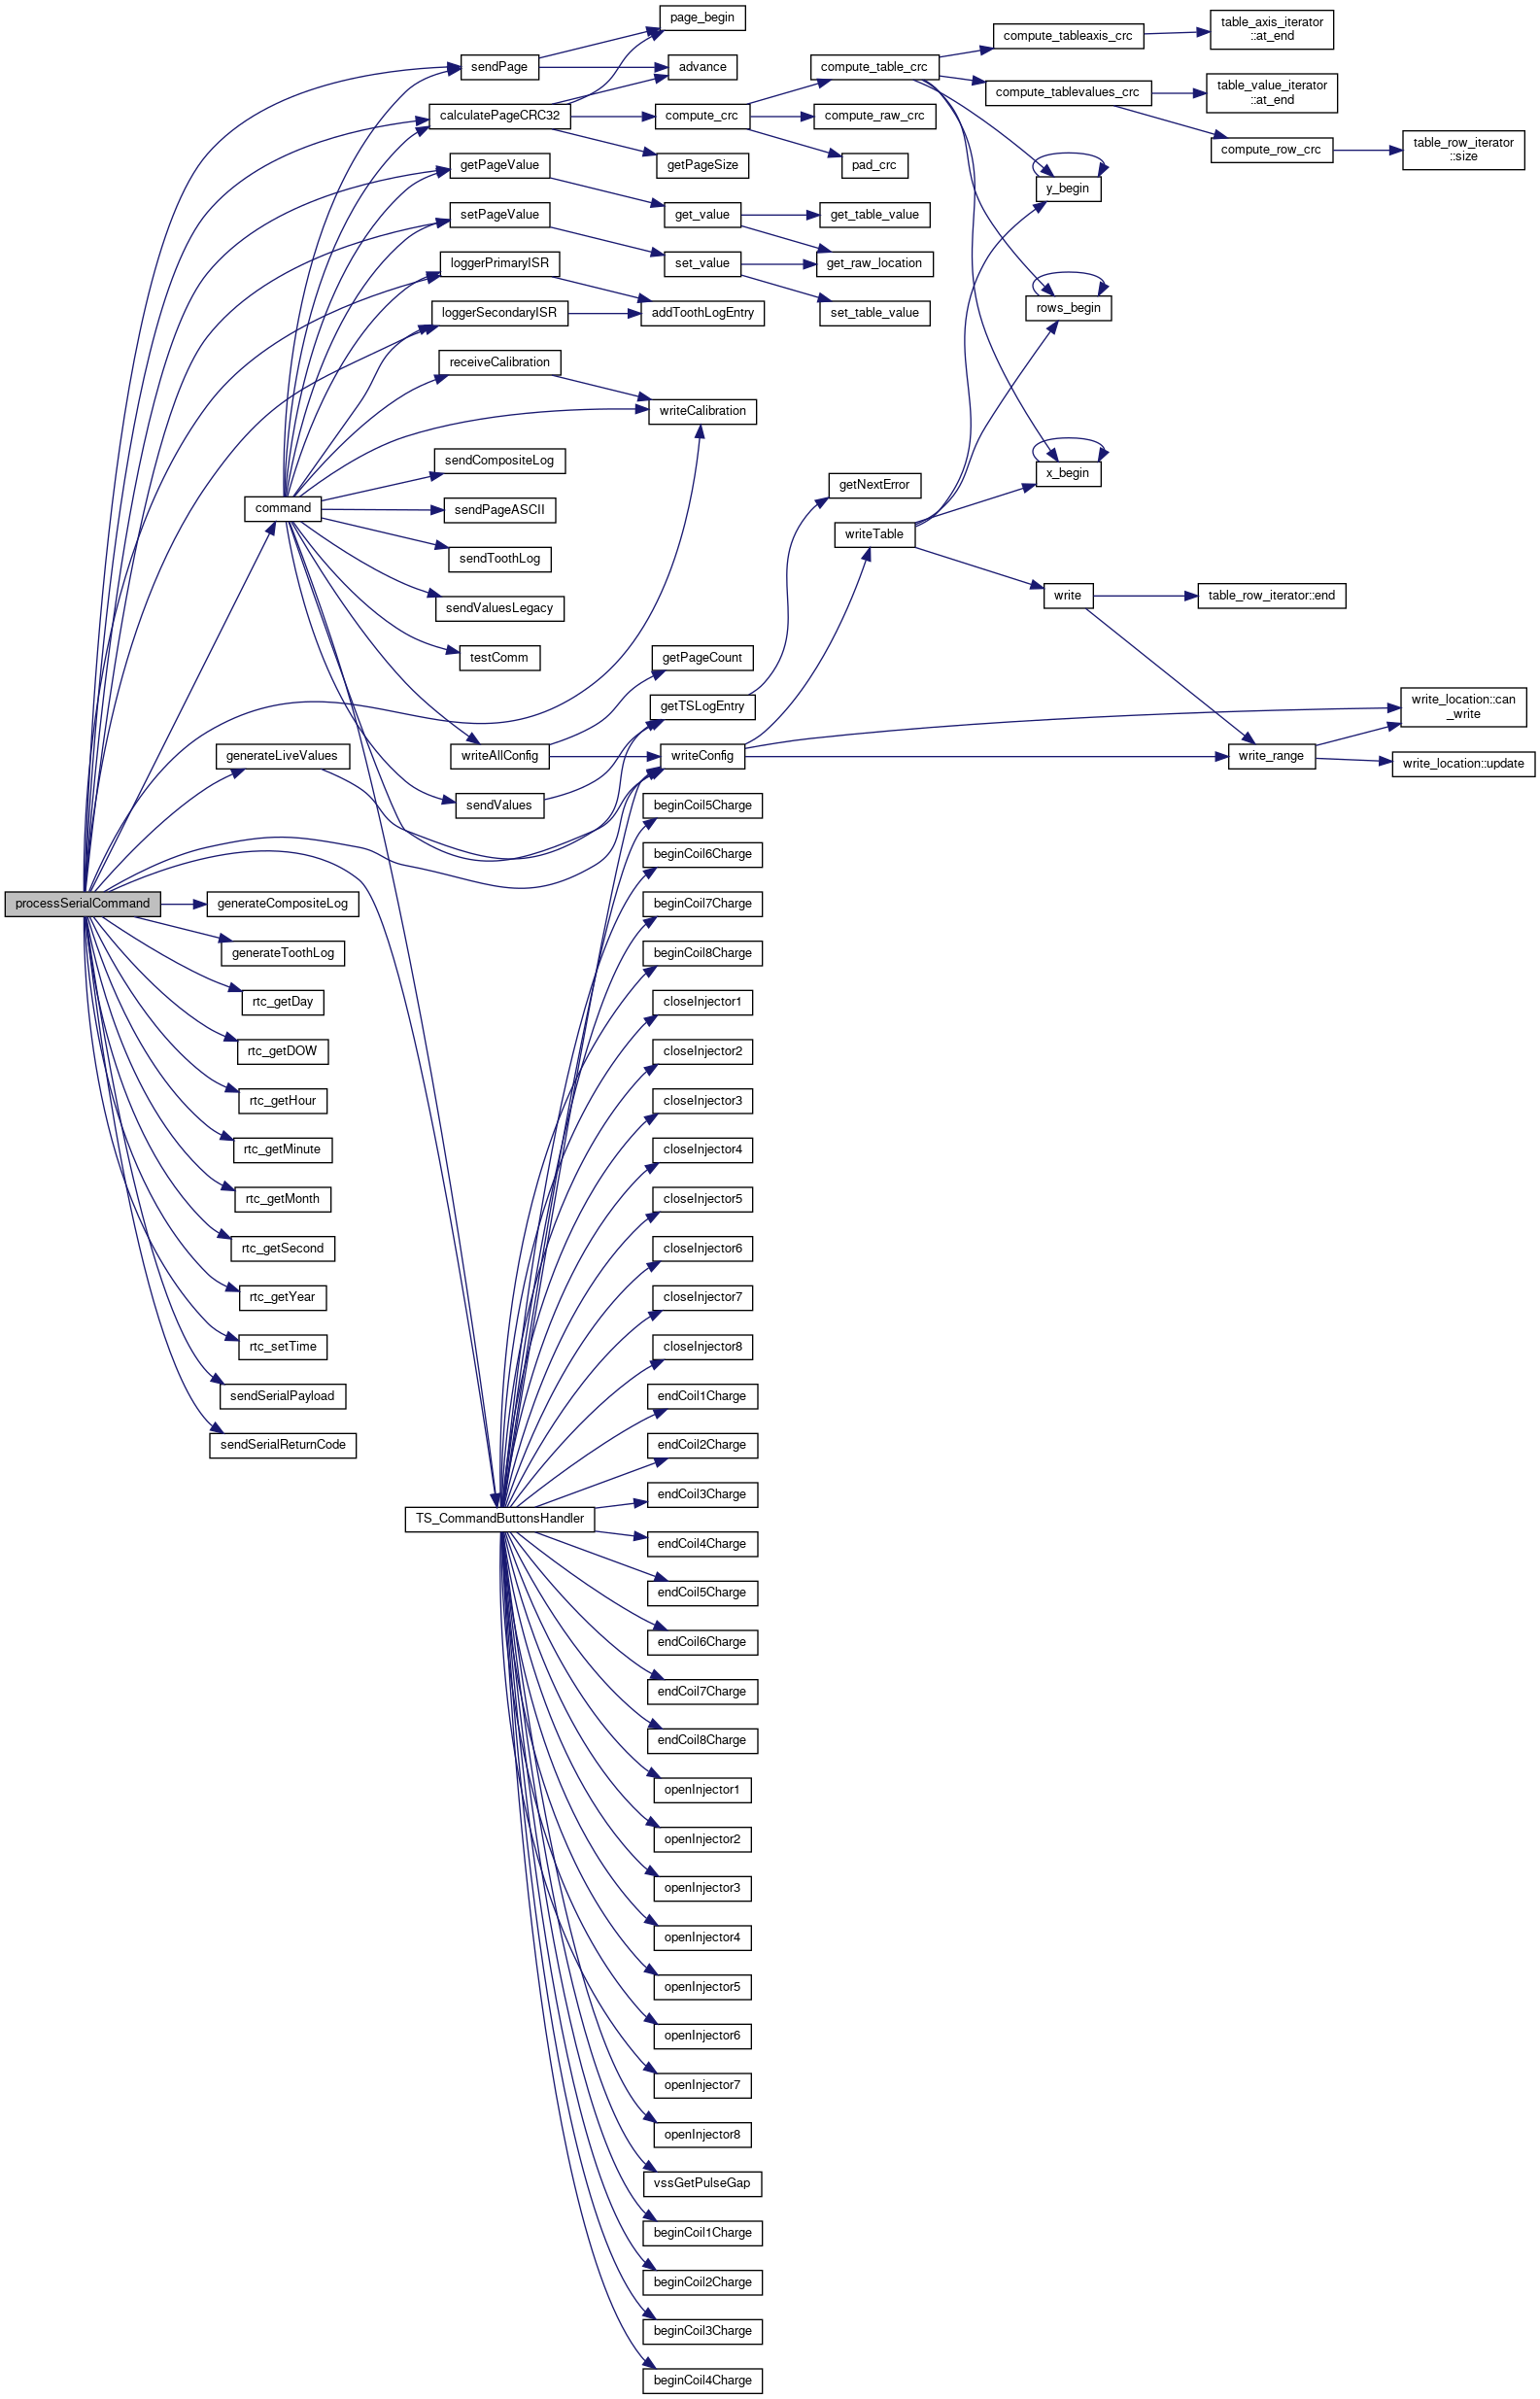 page_begin
table_axis_iterator
::at_end
compute_tableaxis_crc
sendPage
advance
compute_table_crc
table_value_iterator
::at_end
compute_tablevalues_crc
calculatePageCRC32
compute_crc
compute_raw_crc
compute_row_crc
table_row_iterator
::size
getPageValue
getPageSize
pad_crc
y_begin
setPageValue
get_value
get_table_value
loggerPrimaryISR
set_value
get_raw_location
loggerSecondaryISR
addToothLogEntry
set_table_value
rows_begin
receiveCalibration
writeCalibration
sendCompositeLog
x_begin
getNextError
command
sendPageASCII
writeTable
sendToothLog
sendValuesLegacy
write
table_row_iterator::end
testComm
getPageCount
getTSLogEntry
write_location::can
_write
generateLiveValues
writeAllConfig
writeConfig
write_range
write_location::update
sendValues
beginCoil5Charge
beginCoil6Charge
processSerialCommand
generateCompositeLog
beginCoil7Charge
generateToothLog
beginCoil8Charge
rtc_getDay
closeInjector1
rtc_getDOW
closeInjector2
rtc_getHour
closeInjector3
rtc_getMinute
closeInjector4
rtc_getMonth
closeInjector5
rtc_getSecond
closeInjector6
rtc_getYear
closeInjector7
rtc_setTime
closeInjector8
sendSerialPayload
endCoil1Charge
sendSerialReturnCode
endCoil2Charge
endCoil3Charge
TS_CommandButtonsHandler
endCoil4Charge
endCoil5Charge
endCoil6Charge
endCoil7Charge
endCoil8Charge
openInjector1
openInjector2
openInjector3
openInjector4
openInjector5
openInjector6
openInjector7
openInjector8
vssGetPulseGap
beginCoil1Charge
beginCoil2Charge
beginCoil3Charge
beginCoil4Charge